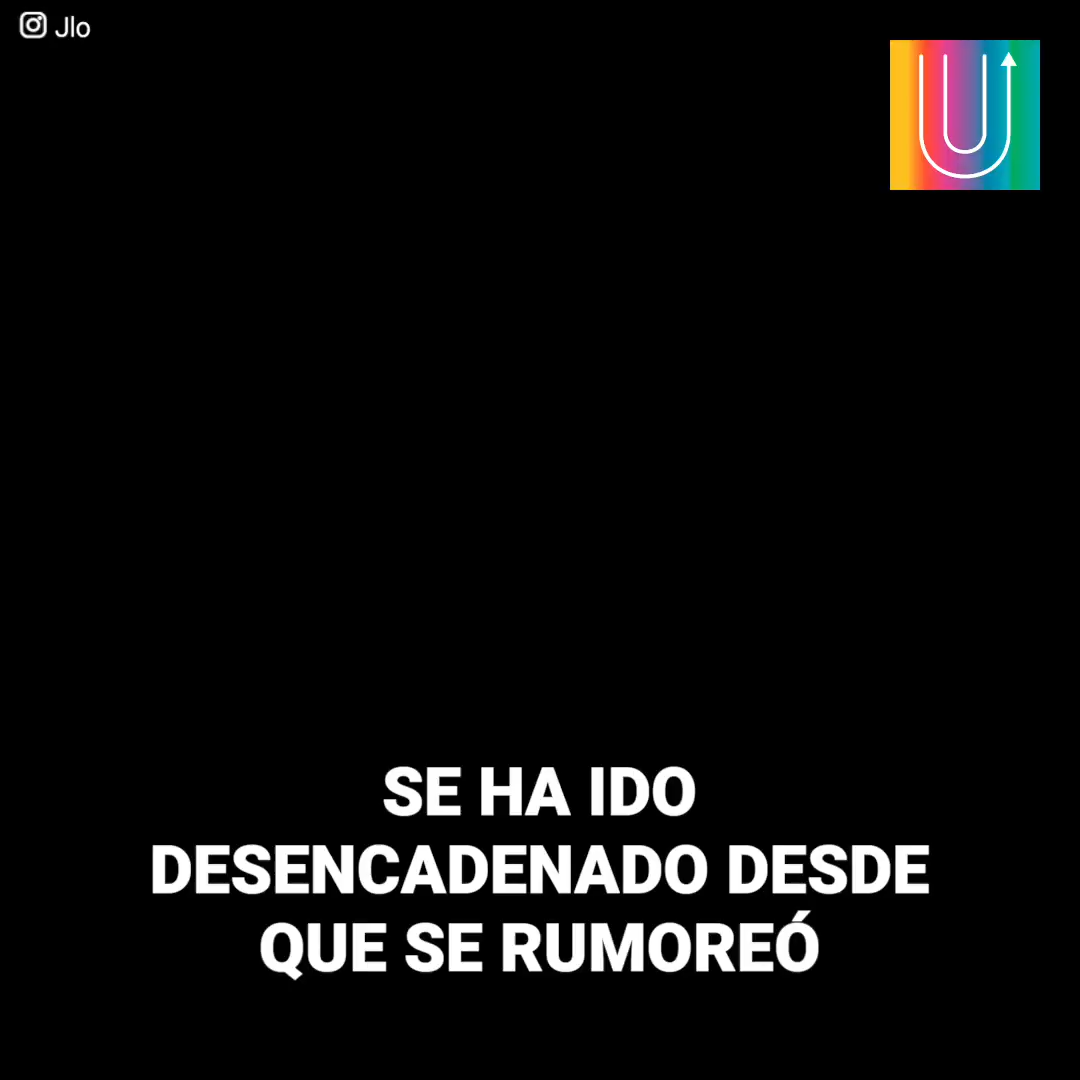 Jlo
U
SE HA IDO
DESENCADENADO DESDE
QUE SE RUMOREÓ